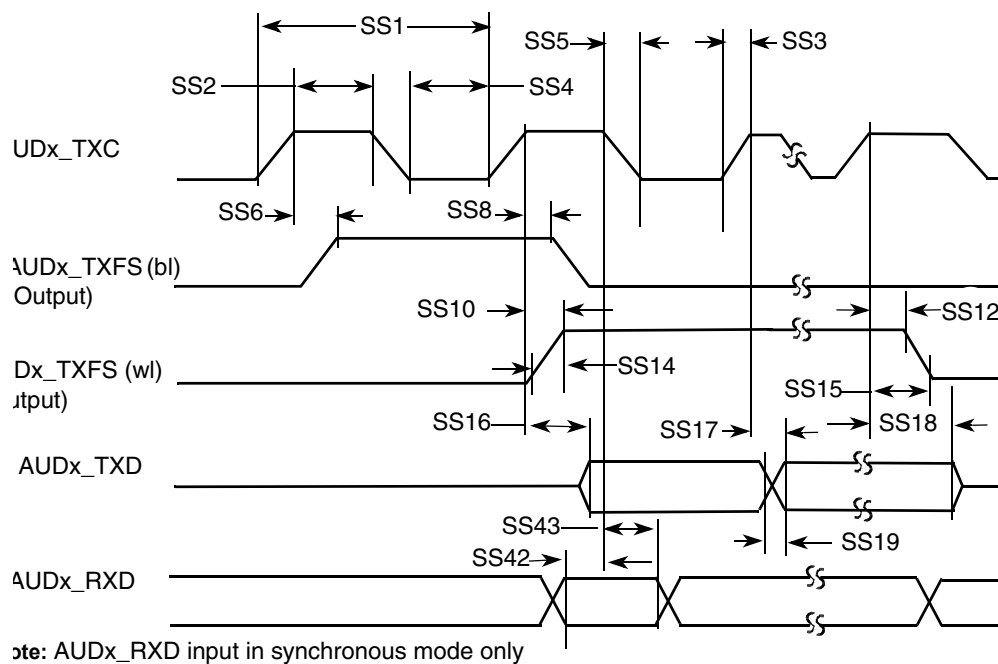 SS1
SS5
SS3
SS2
SS4
UDx_TXC
SS6
SS8
AUDx_TXFS (bl)
Output)
SS10
SS12
Dx_TXFS (wl)
SS14
utput)
SS15
SS16
SS17
SS18
AUDx_TXD
SS43
SS42
SS19
AUDx_RXD
ote: AUDx_RXD input in synchronous mode only